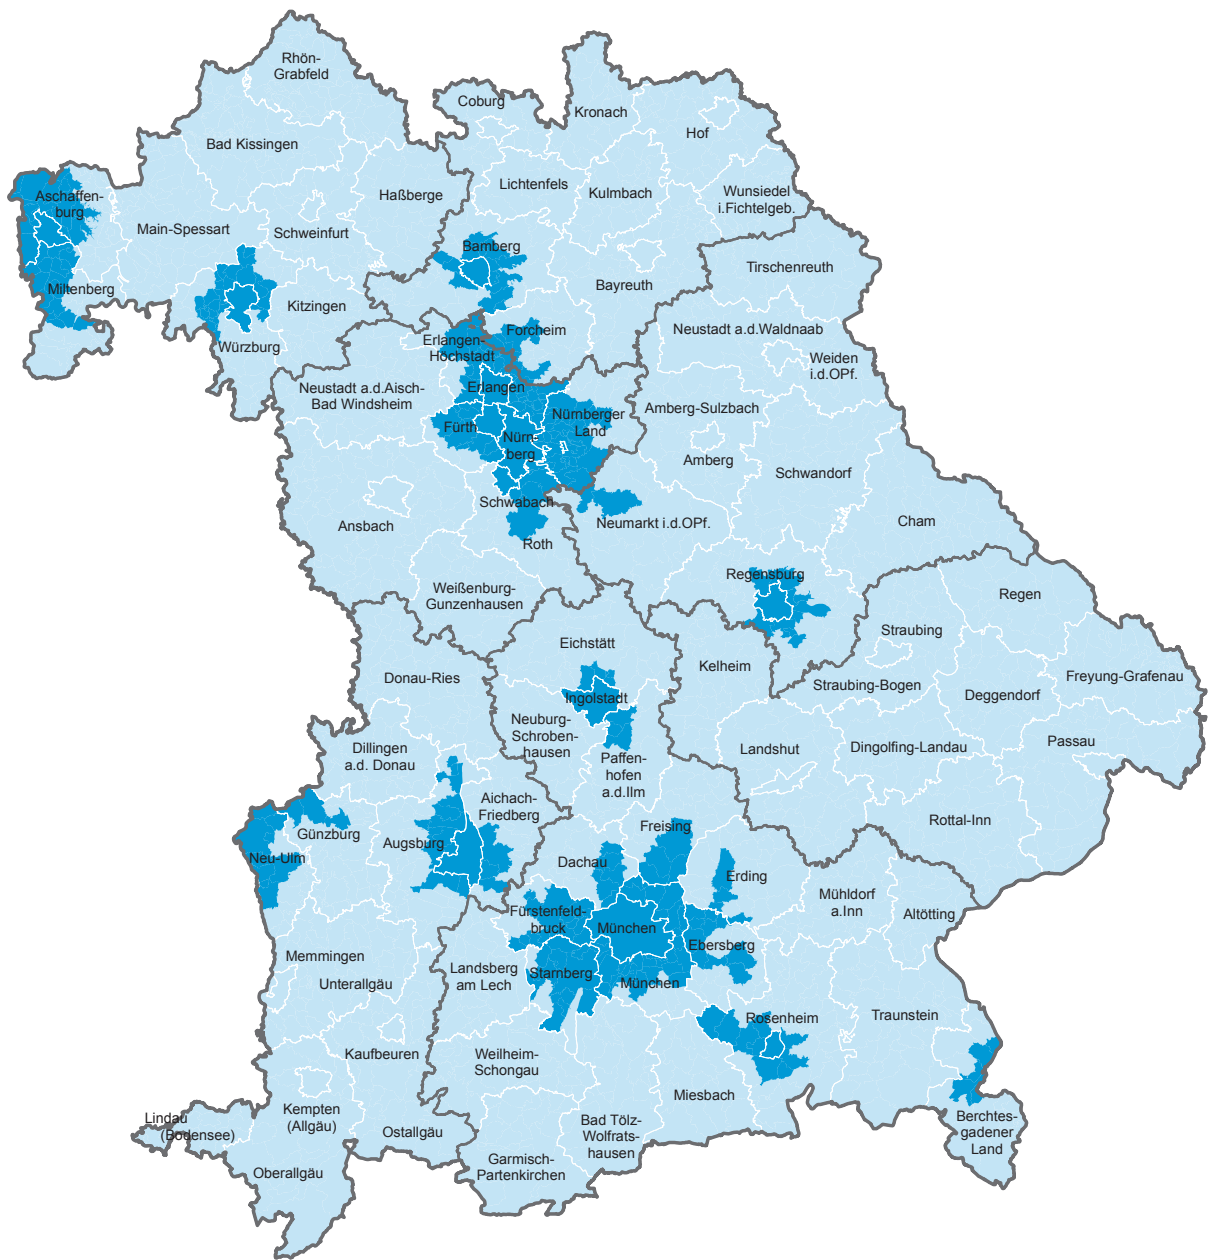 Rhön-
Grabfeld
Coburg
Kronach
Hof
Bad Kissingen
Lichtenfels
Kulmbach
Wunsiedel
i.Fichtelgeb.
Haßberge
Aschaffen-
burg
Main-Spessart
Schweinfurt
Bamberg
Tirschenreuth
Bayreuth
Miltenberg
Kitzingen
Würzburg
Forcheim
Neustadt a.d.Waldnaab
Erlangen-
Höchstadt
Weiden
i.d.OPf.
Neustadt a.d.Aisch-
Bad Windsheim
Erlangen
Nürnberger
Land
Amberg-Sulzbach
Fürth
Nürn-
berg
Amberg
Schwandorf
Schwabach
Neumarkt i.d.OPf.
Cham
Ansbach
Roth
Regensburg
Weißenburg-
Gunzenhausen
Regen
Straubing
Eichstätt
Kelheim
Donau-Ries
Straubing-Bogen
Deggendorf
Freyung-Grafenau
Ingolstadt
Neuburg-
Schroben-
hausen
Landshut
Dingolfing-Landau
Passau
Dillingen
a.d. Donau
Paffen-
hofen
a.d.Ilm
Aichach-
Friedberg
Rottal-Inn
Günzburg
Augsburg
Freising
Neu-Ulm
Dachau
Erding
Mühldorf
a.Inn
Altötting
Fürstenfeld-
bruck
München
Ebersberg
Memmingen
Unterallgäu
Landsberg
am Lech
Starnberg
München
Rosenheim
Traunstein
Kaufbeuren
Weilheim-
Schongau
Miesbach
Lindau
(Bodensee)
Kempten
(Allgäu)
Ostallgäu
Bad Tölz-
Wolfrats-
hausen
Berchtes-
gadener
Land
Oberallgäu
Garmisch-
Partenkirchen